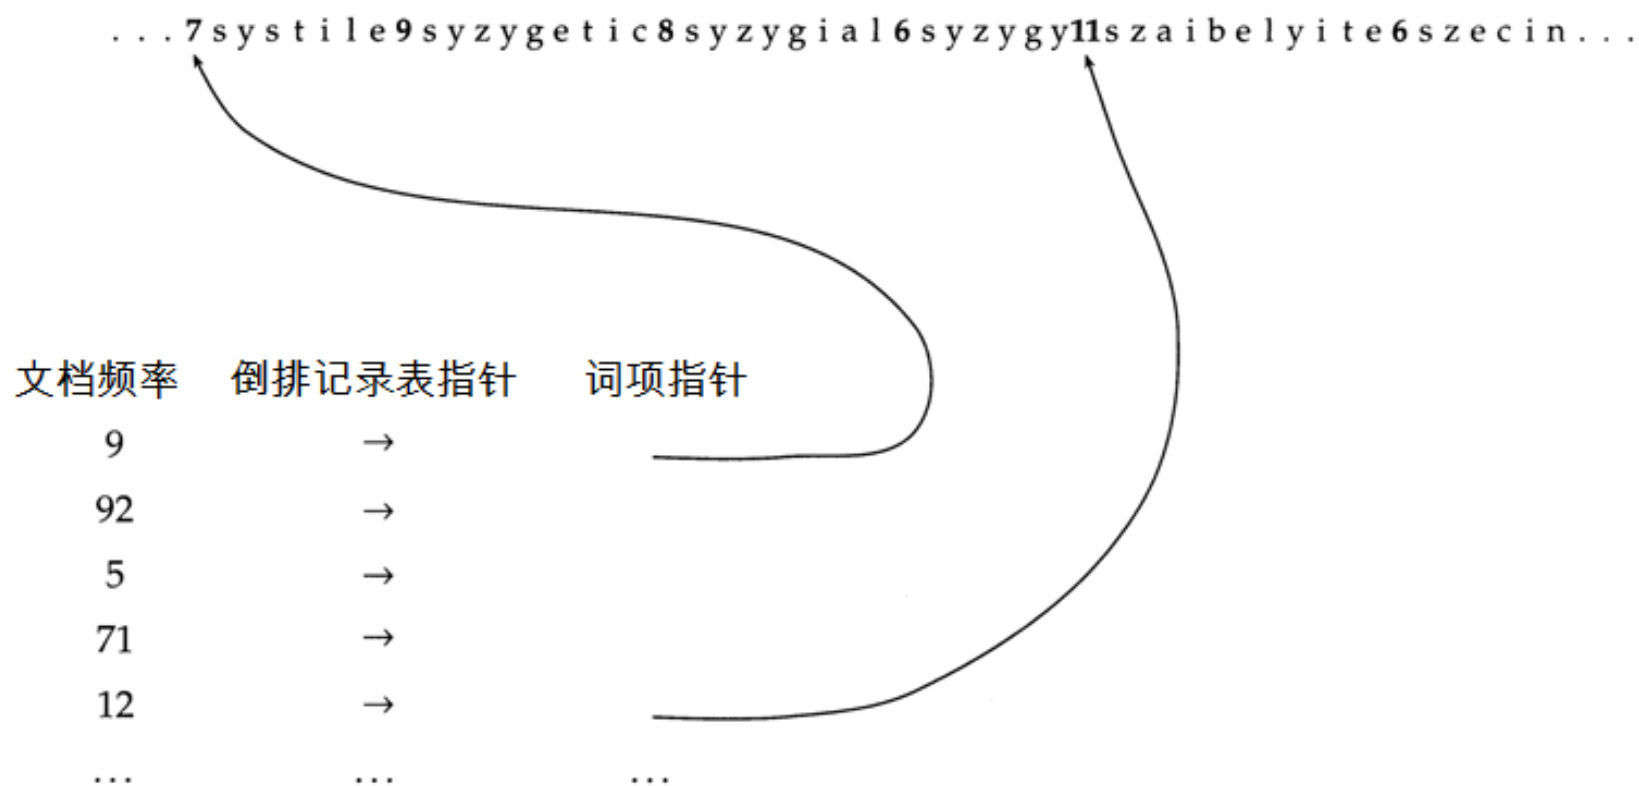 ...7systile9syzygetic8syzygial6syzygy11szaibelyite6szecin...
文档频率 倒排记录表指针 词项指针
9 →
92 →
5 →
71 →
12 →
... ... ...